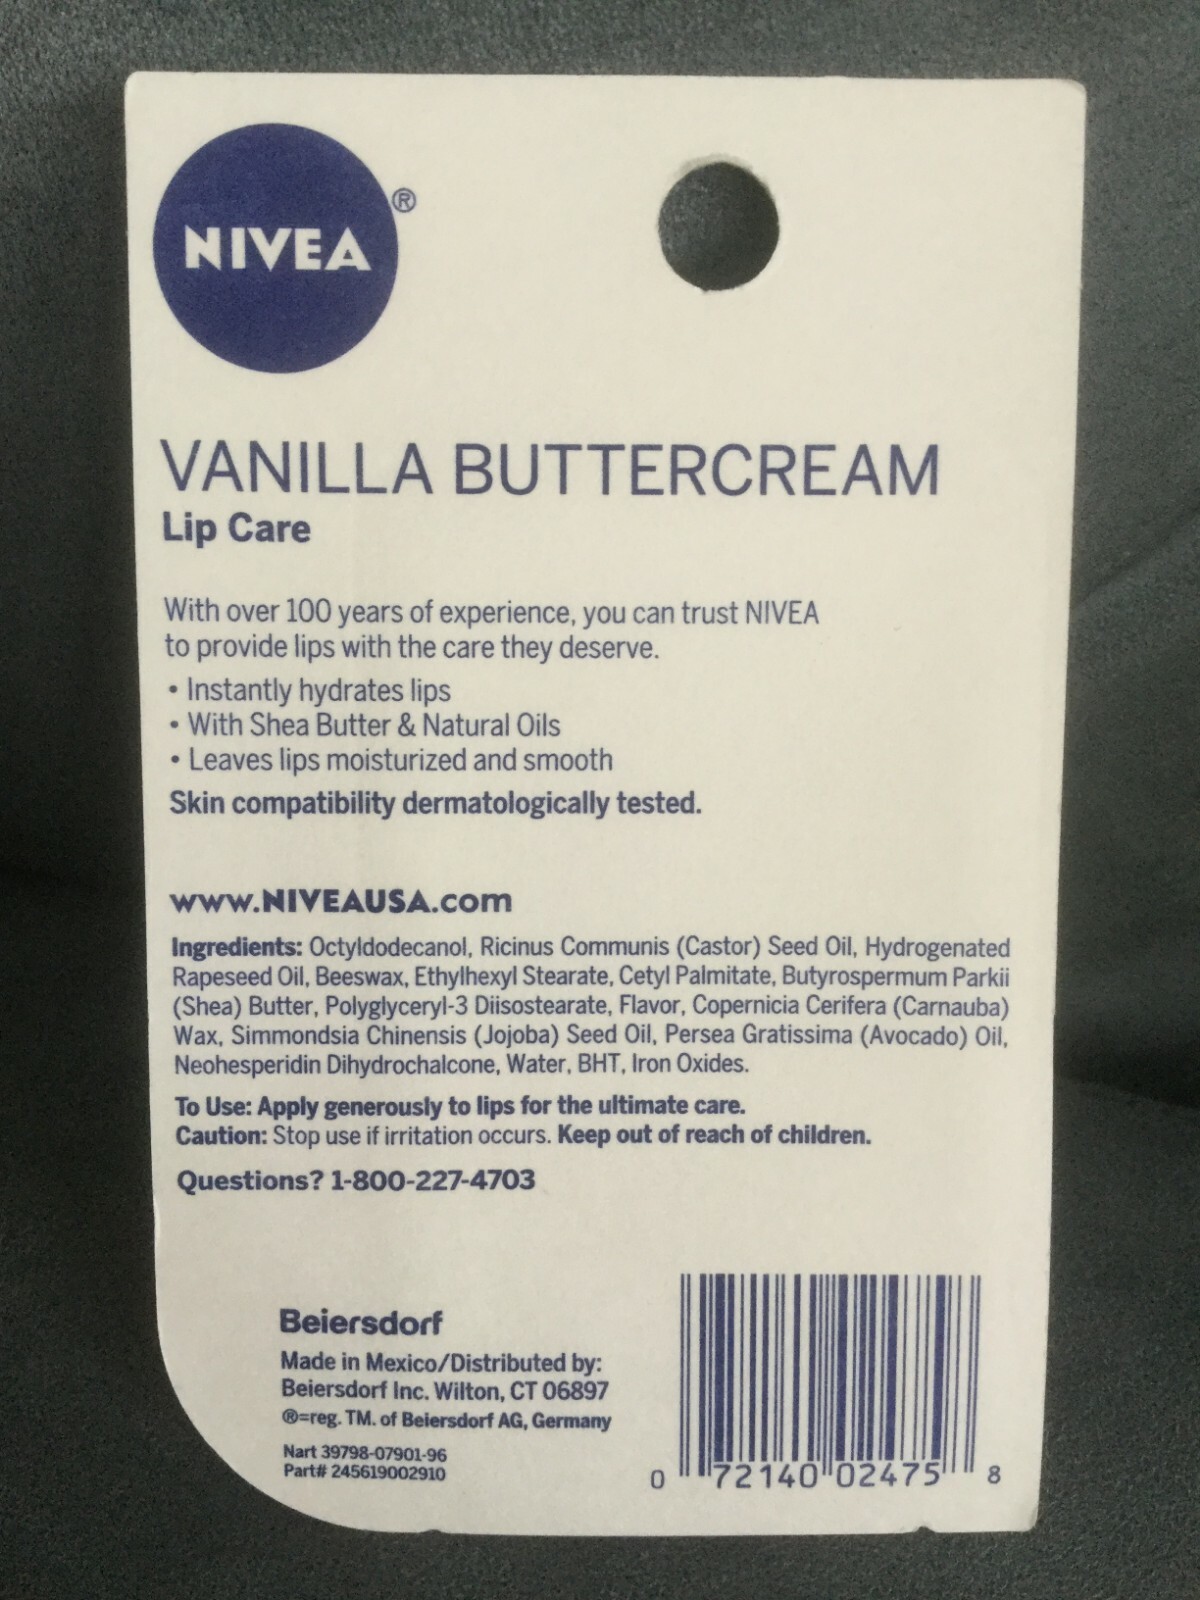 NIVEA®
VANILLA BUTTERCREAM
Lip Care
With over 100 years of experience, you can trust NIVEA
to provide lips with the care they deserve.
• Instantly hydrates lips
• With Shea Butter & Natural Oils
• Leaves lips moisturized and smooth
Skin compatibility dermatologically tested.
www.NIVEAUSA.com
Ingredients: Octyldodecanol, Ricinus Communis (Castor) Seed Oil, Hydrogenated
Rapeseed Oil, Beeswax, Ethylhexyl Stearate, Cetyl Palmitate, Butyrospermum Parkii
(Shea) Butter, Polyglyceryl-3 Diisostearate, Flavor, Copernicia Cerifera (Carnauba)
Wax, Simmondsia Chinensis (Jojoba) Seed Oil, Persea Gratissima (Avocado) Oil,
Neohesperidin Dihydrochalcone, Water, BHT, Iron Oxides.
To Use: Apply generously to lips for the ultimate care.
Caution: Stop use if irritation occurs. Keep out of reach of children.
Questions? 1-800-227-4703
Beiersdorf
Made in Mexico/Distributed by:
Beiersdorf Inc. Wilton, CT 06897
®=reg. TM. of Beiersdorf AG, Germany
Nart 39798-07901-96
Part# 245619002910
0 72140 02475 8